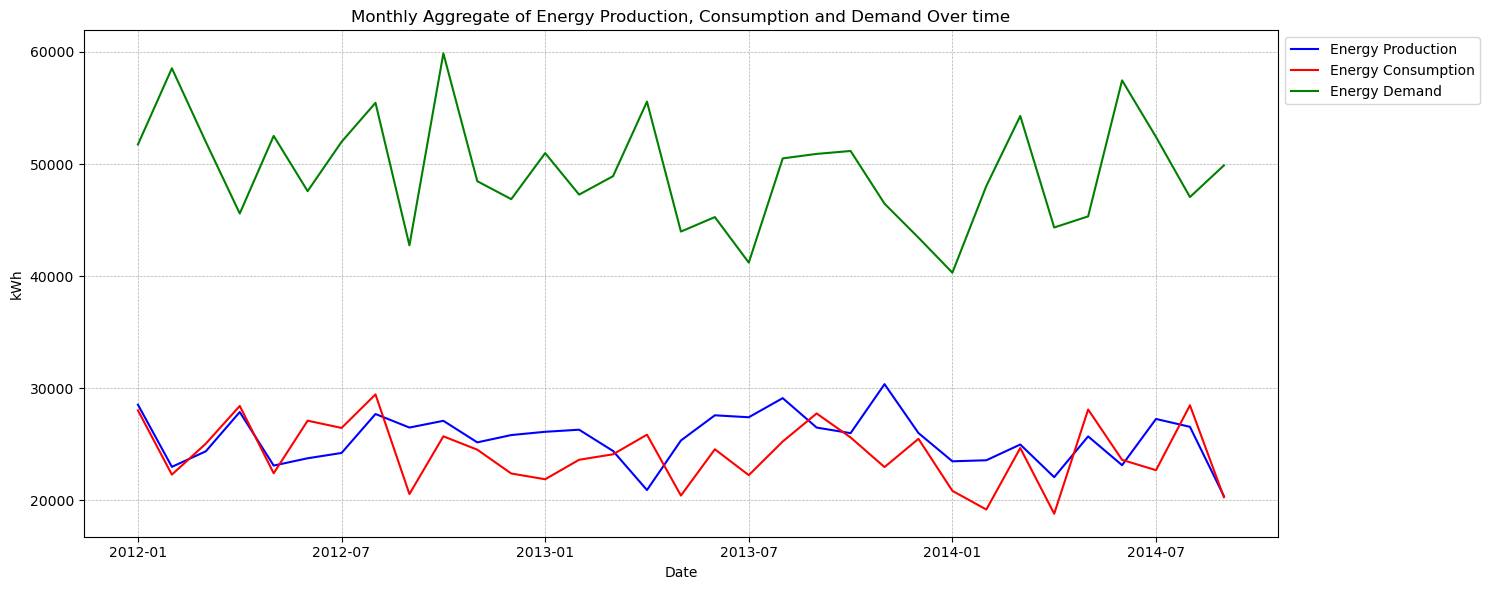 Monthly Aggregate of Energy Production, Consumption and Demand Over time
Energy Production
Energy Consumption
Energy Demand
kWh
60000
50000
40000
30000
20000
2012-01
2012-07
2013-01
2013-07
2014-01
2014-07
Date